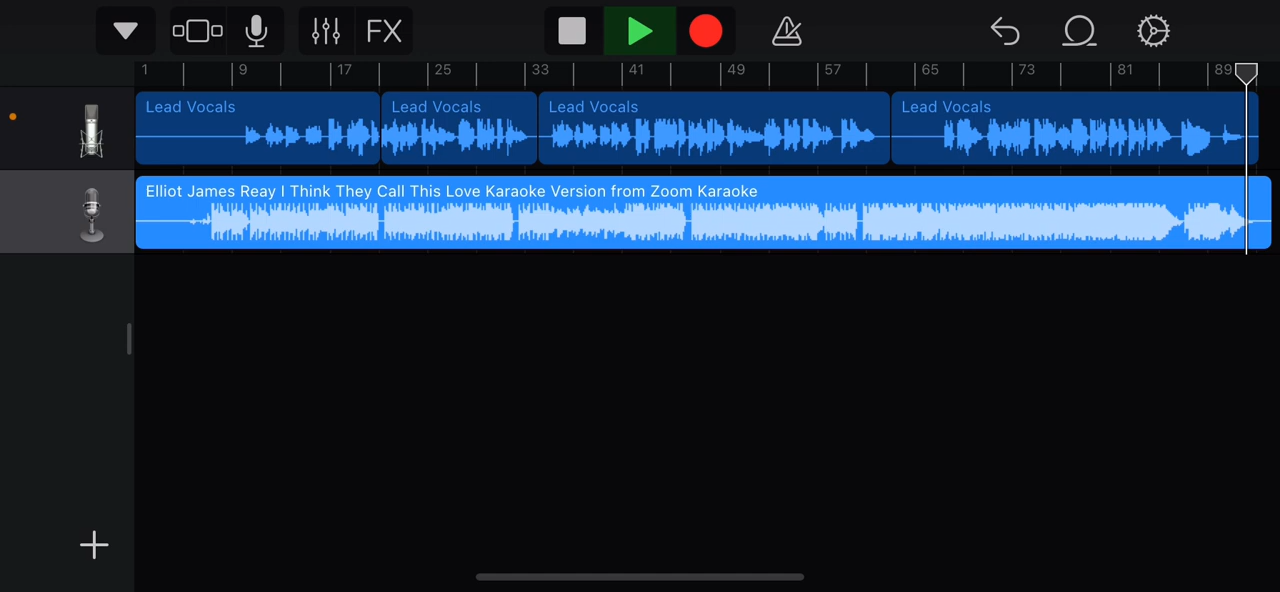 FX
1 9 17 25 33 41 49 57 65 73 81 89
Lead Vocals Lead Vocals Lead Vocals Lead Vocals
Elliot James Reay I Think They Call This Love Karaoke Version from Zoom Karaoke